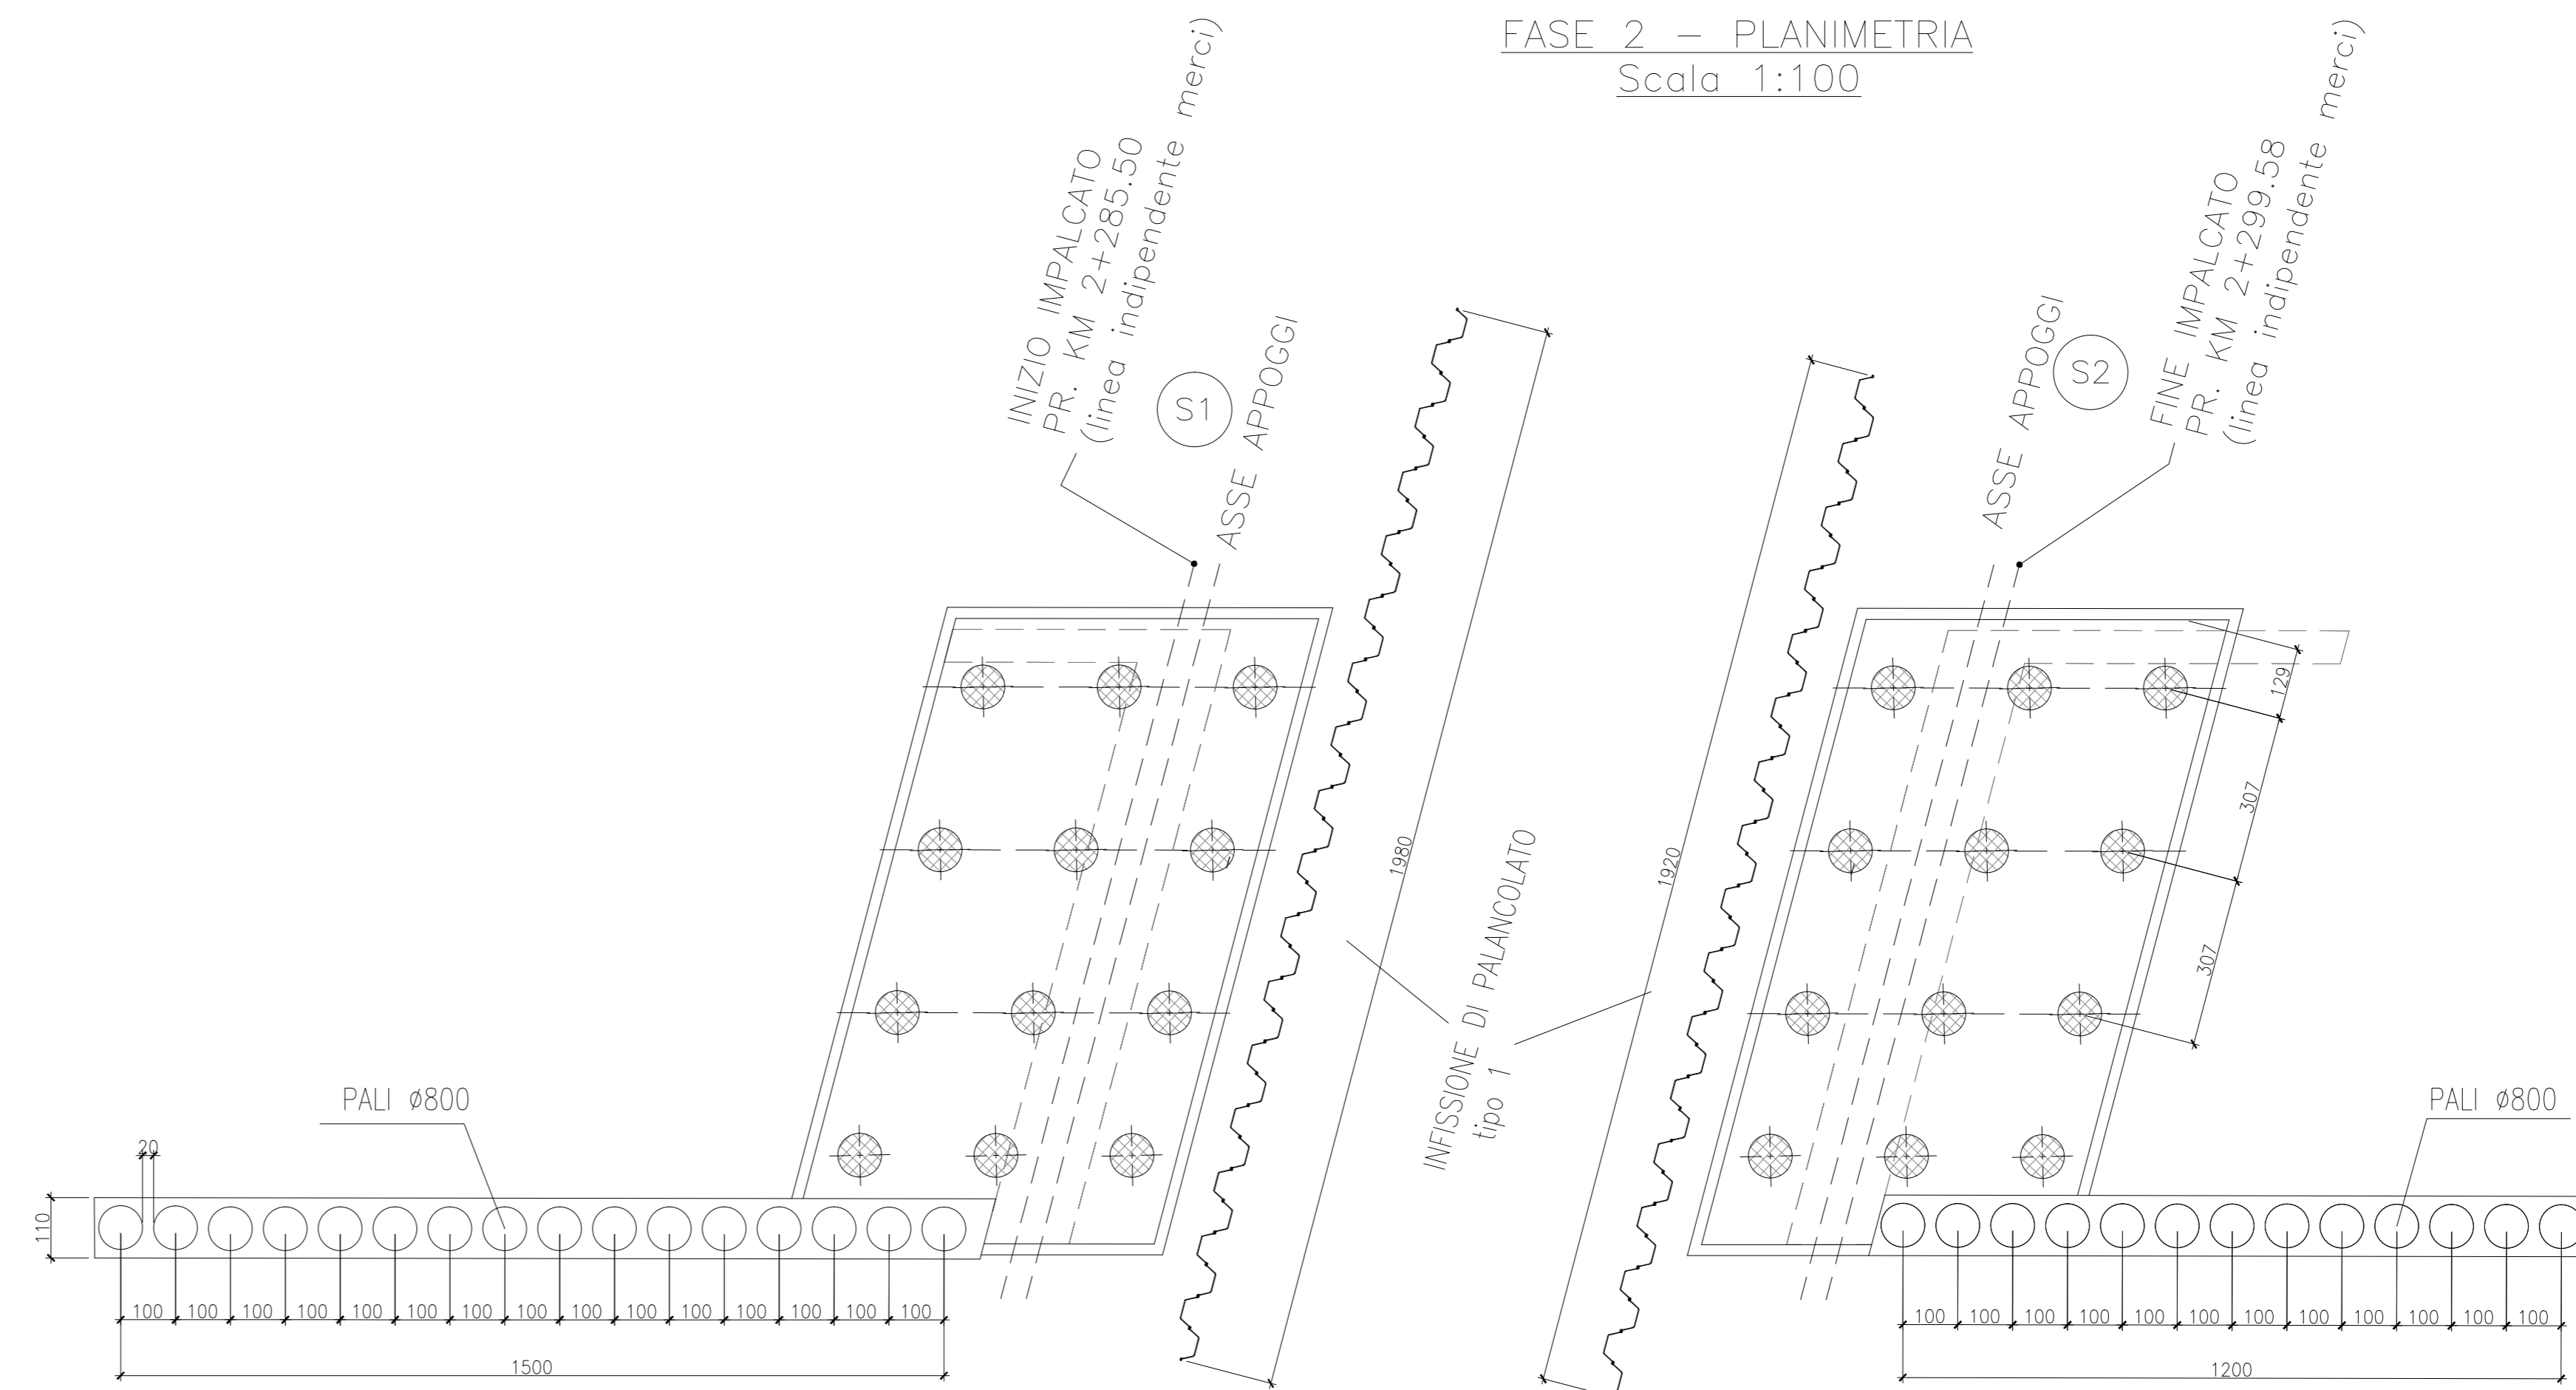 FASE 2 – PLANIMETRIA
Scala 1:100
INIZIO IMPALCATO
PR. KM 2+285.50
(linea indipendente merci)
S1
ASSE APPOGGI
ASSE APPOGGI
S2
FINE IMPALCATO
PR. KM 2+299.58
(linea indipendente merci)
1980
1920
INFISSIONE DI PALANCOLATO
tipo 1
129
307
307
PALI ø800
PALI ø800
20
110
100 100 100 100 100 100 100 100 100 100 100 100 100 100 100
1500
100 100 100 100 100 100 100 100 100 100 100 100
1200